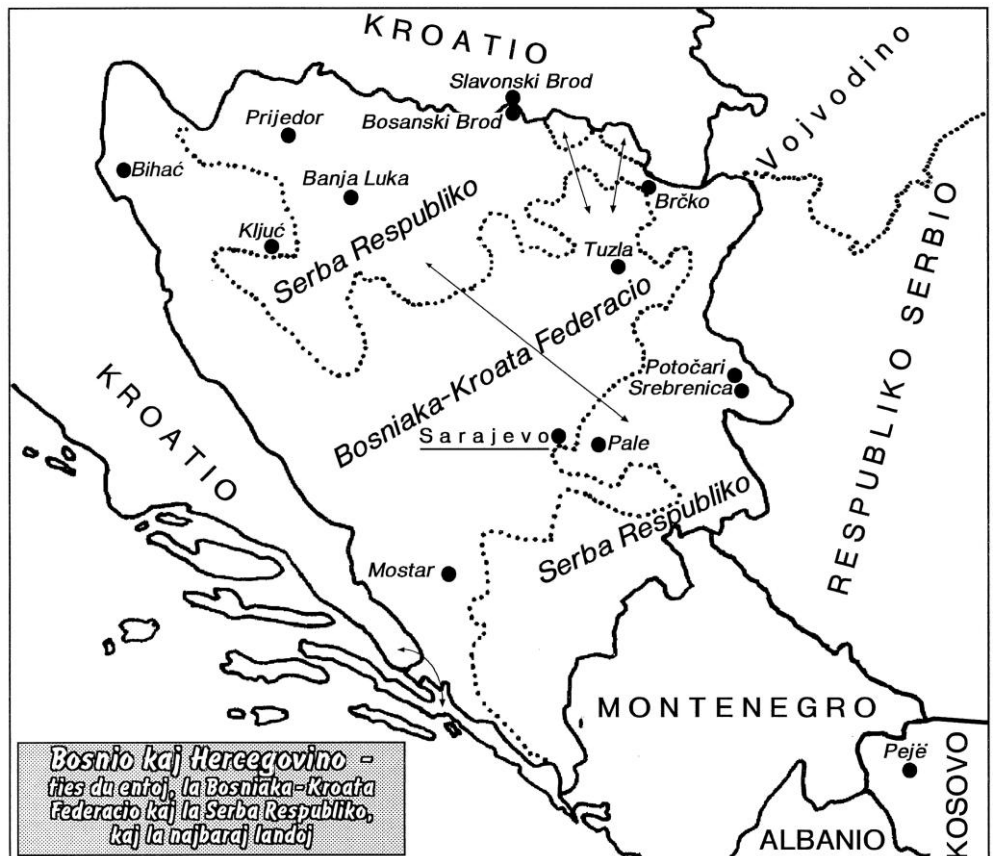 KROATIO
Slavonski Brod
Bosanski Brod
Prijedor
Bihać
Banja Luka
Ključ
Brčko
Tuzla
Vojvodino
Serba Respubliko
Bosniaka-Kroata Federacio
RESPUBLIKO SERBIO
Potočari
Srebrenica
Sarajevo
Pale
KROATIO
Serba Respubliko
Mostar
MONTENEGRO
Pejë
KOSOVO
ALBANIO
Bosnio kaj Hercegovino -
ties du entoj, la Bosniaka-Kroata
Federacio kaj la Serba Respubliko,
kaj la najbaraj landoj